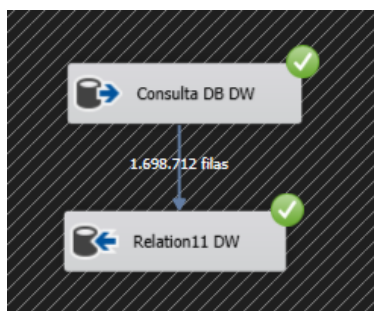 Consulta DB DW
1.698.712 filas
Relation11 DW